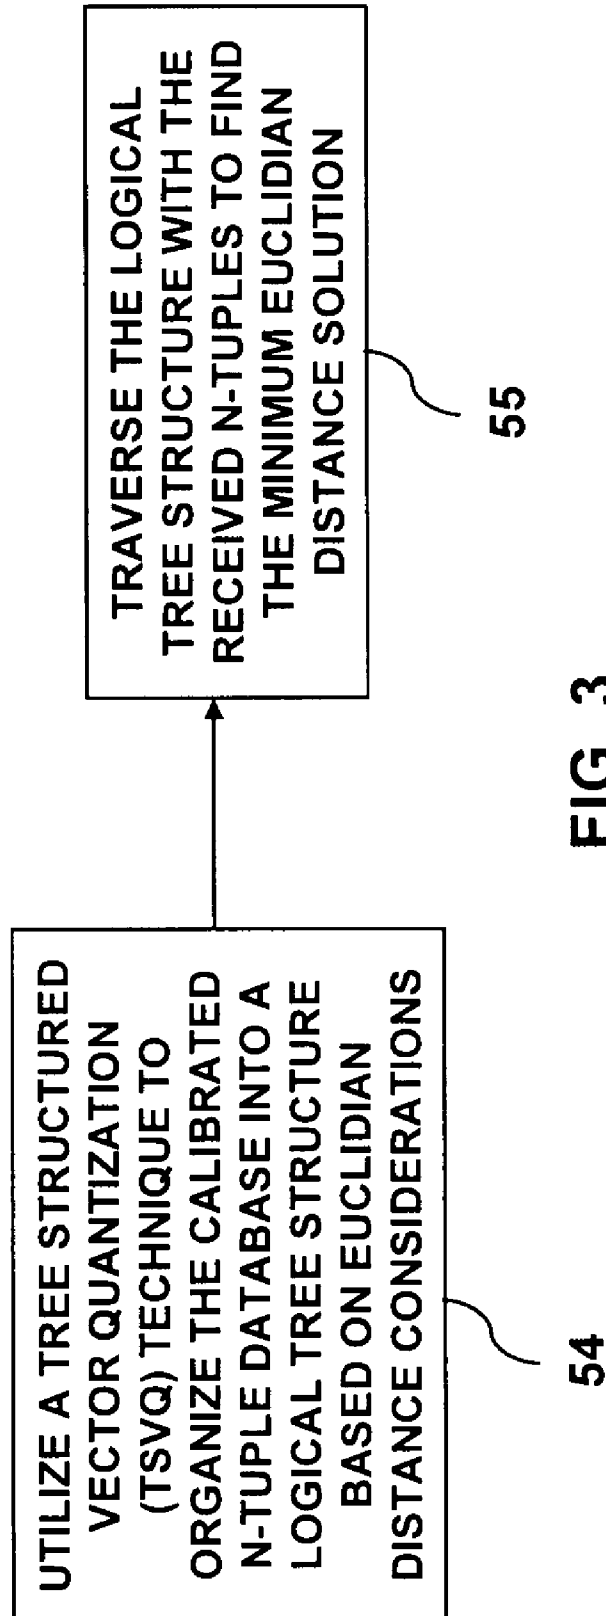 UTILIZE A TREE STRUCTURED
VECTOR QUANTIZATION
(TSVQ) TECHNIQUE TO
ORGANIZE THE CALIBRATED
N-TUPLE DATABASE INTO A
LOGICAL TREE STRUCTURE
BASED ON EUCLIDIAN
DISTANCE CONSIDERATIONS
54
TRAVERSE THE LOGICAL
TREE STRUCTURE WITH THE
RECEIVED N-TUPLES TO FIND
THE MINIMUM EUCLIDIAN
DISTANCE SOLUTION
55
FIG. 3